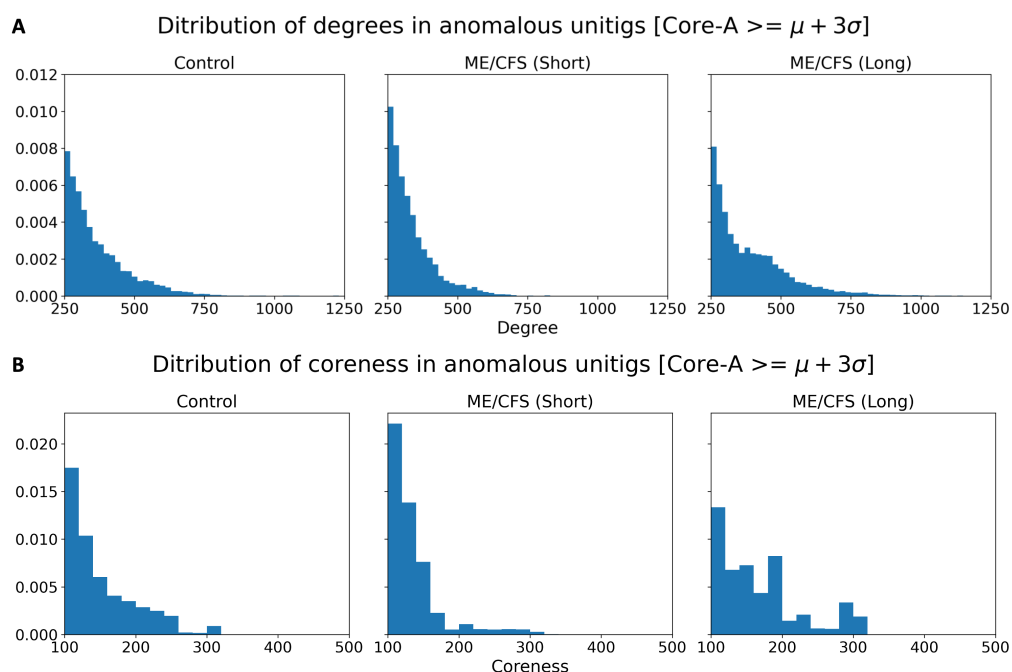 A Ditribution of degrees in anomalous unitigs [Core-A >= μ + 3σ]
Control ME/CFS (Short) ME/CFS (Long)
0.012
0.010
0.008
0.006
0.004
0.002
0.000
250 500 750 1000 1250 250 500 750 1000 1250 250 500 750 1000 1250
Degree
B Ditribution of coreness in anomalous unitigs [Core-A >= μ + 3σ]
Control ME/CFS (Short) ME/CFS (Long)
0.020
0.015
0.010
0.005
0.000
100 200 300 400 500 100 200 300 400 500 100 200 300 400 500
Coreness